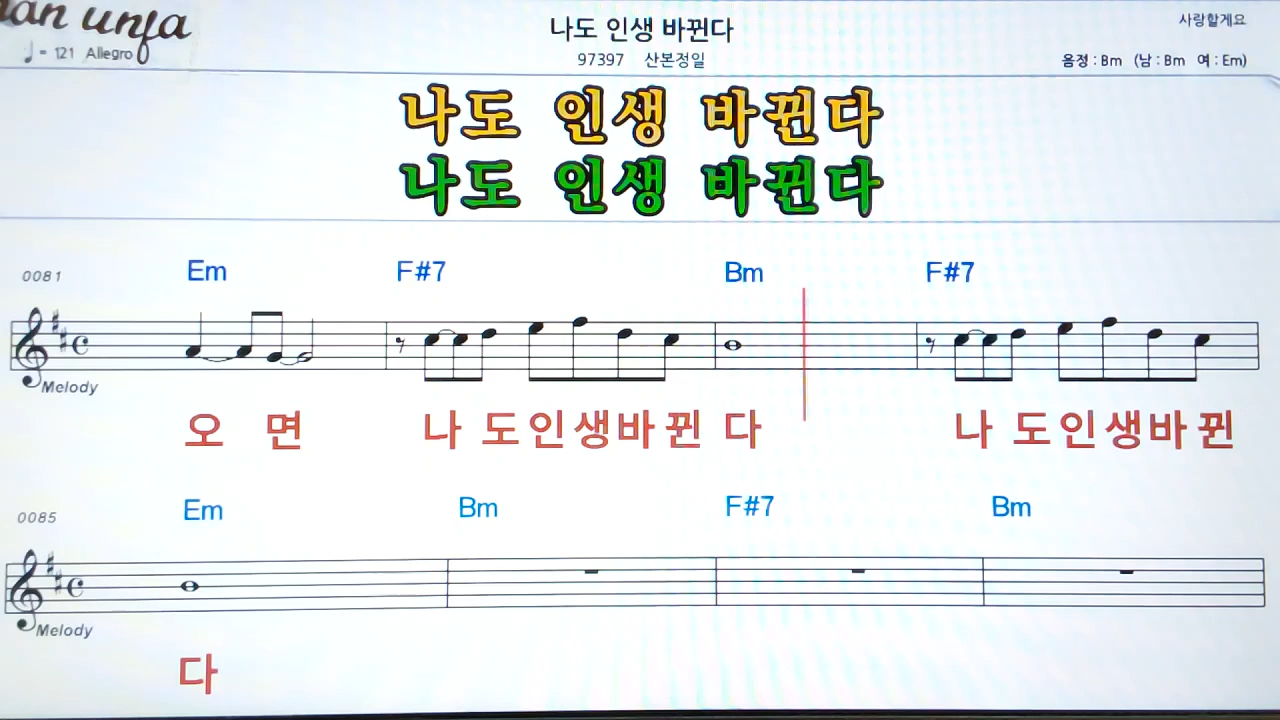 나도 인생 바뀐다
사랑할게요
= 121 Allegro
97397 산본정일
음정 : Bm (남 : Bm 여 : Em)
나도 인생 바뀐다
나도 인생 바뀐다
0081 Em F#7 Bm F#7
Melody
오 면 나 도인생바뀐 다 나 도인생바뀐
0085 Em Bm F#7 Bm
Melody
다